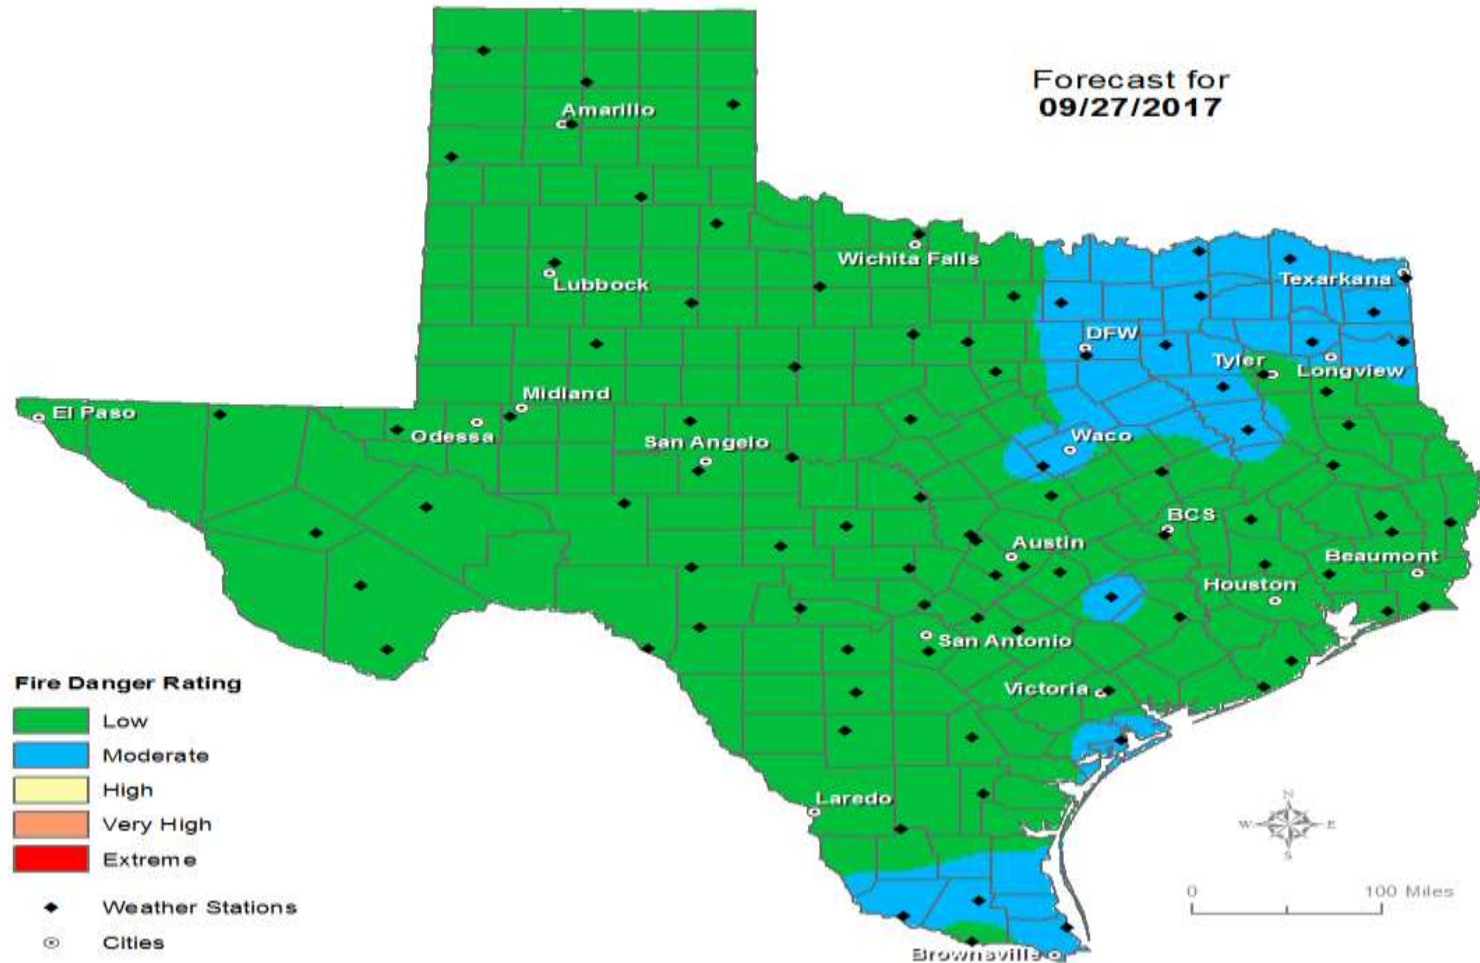 Forecast for
09/27/2017
Amarillo
Wichita Falls
Lubbock
Texarkana
DFW
Tyler
Longview
Midland
El Paso
Odessa
San Angelo
Waco
BCS
Austin
Beaumont
Houston
San Antonio
Victoria
Laredo
Brownsville
Fire Danger Rating
Low
Moderate
High
Very High
Extreme
Weather Stations
Cities
N
W E
S
0 100 Miles